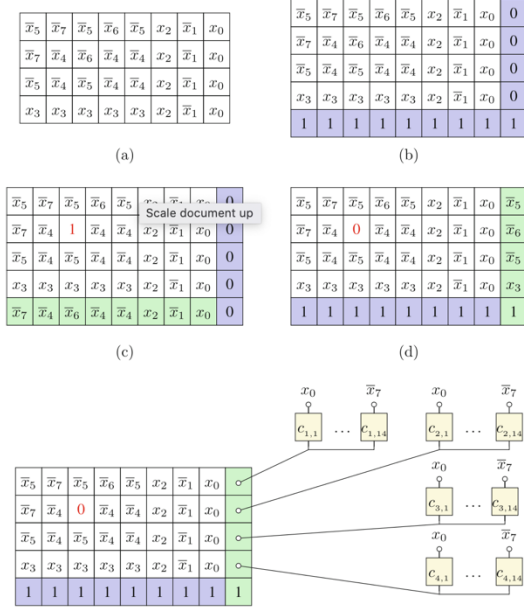 x̅₅ x̅₇ x̅₅ x̅₆ x̅₅ x₂ x̅₁ x₀
x̅₇ x̅₄ x̅₆ x̅₄ x̅₄ x₂ x̅₁ x₀
x̅₅ x̅₄ x̅₅ x̅₄ x̅₄ x₂ x̅₁ x₀
x₃ x₃ x₃ x₃ x₃ x₂ x̅₁ x₀
(a)
x̅₅ x̅₇ x̅₅ x̅₆ x̅₅ x₂ x̅₁ x₀ 0
x̅₇ x̅₄ x̅₆ x̅₄ x̅₄ x₂ x̅₁ x₀ 0
x̅₅ x̅₄ x̅₅ x̅₄ x̅₄ x₂ x̅₁ x₀ 0
x₃ x₃ x₃ x₃ x₃ x₂ x̅₁ x₀ 0
1 1 1 1 1 1 1 1 1
(b)
x̅₅ x̅₇ x̅₅ x̅₆ x̅₅
Scale document up
x̅₇ x̅₄ 1 x̅₄ x̅₄ x₂ x̅₁ x₀ 0
x̅₅ x̅₄ x̅₅ x̅₄ x̅₄ x₂ x̅₁ x₀ 0
x₃ x₃ x₃ x₃ x₃ x₂ x̅₁ x₀ 0
x̅₇ x̅₄ x̅₆ x̅₄ x̅₄ x₂ x̅₁ x₀ 0
(c)
x̅₅ x̅₇ x̅₅ x̅₆ x̅₅ x₂ x̅₁ x₀ x̅₅
x̅₇ x̅₄ 0 x̅₄ x̅₄ x₂ x̅₁ x₀ x̅₆
x̅₅ x̅₄ x̅₅ x̅₄ x̅₄ x₂ x̅₁ x₀ x̅₅
x₃ x₃ x₃ x₃ x₃ x₂ x̅₁ x₀ x₃
1 1 1 1 1 1 1 1 1
(d)
x₀ x̅₇ x₀ x̅₇
c₁,₁ … c₁,₁₄ c₂,₁ … c₂,₁₄
x₀ x̅₇
c₃,₁ … c₃,₁₄
x₀ x̅₇
c₄,₁ … c₄,₁₄
x̅₅ x̅₇ x̅₅ x̅₆ x̅₅ x₂ x̅₁ x₀
x̅₇ x̅₄ 0 x̅₄ x̅₄ x₂ x̅₁ x₀
x̅₅ x̅₄ x̅₅ x̅₄ x̅₄ x₂ x̅₁ x₀
x₃ x₃ x₃ x₃ x₃ x₂ x̅₁ x₀
1 1 1 1 1 1 1 1 1